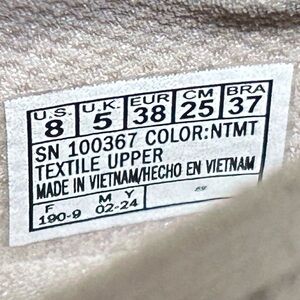 U.S. U.K. EUR CM BRA
8 5 38 25 37
SN 100367 COLOR:NTMT
TEXTILE UPPER
MADE IN VIETNAM/HECHO EN VIETNAM
F M Y
190-9 02-24